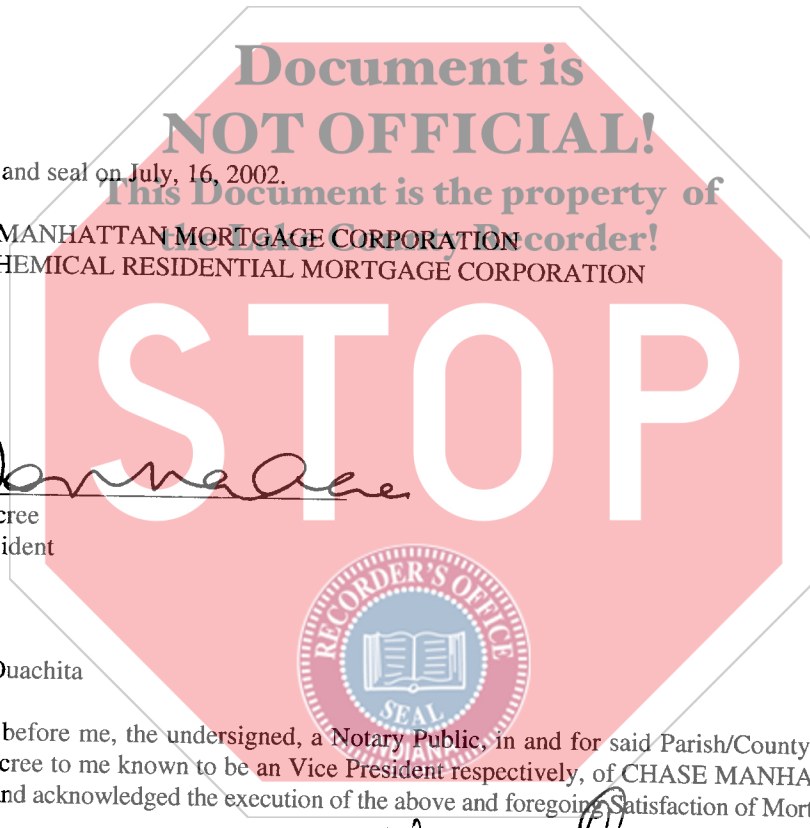 Document is
NOT OFFICIAL!
and seal on July, 16, 2002.
This Document is the property of
MANHATTAN MORTGAGE CORPORATION
the Lake County Recorder!
HEMICAL RESIDENTIAL MORTGAGE CORPORATION
STOP
Donna Acree
cree
ident
RECORDER'S OFFICE
Ouachita
SEAL
before me, the undersigned, a Notary Public, in and for said Parish/County
INDIANA
cree to me known to be an Vice President respectively, of CHASE MANHA
nd acknowledged the execution of the above and foregoing Satisfaction of Mort